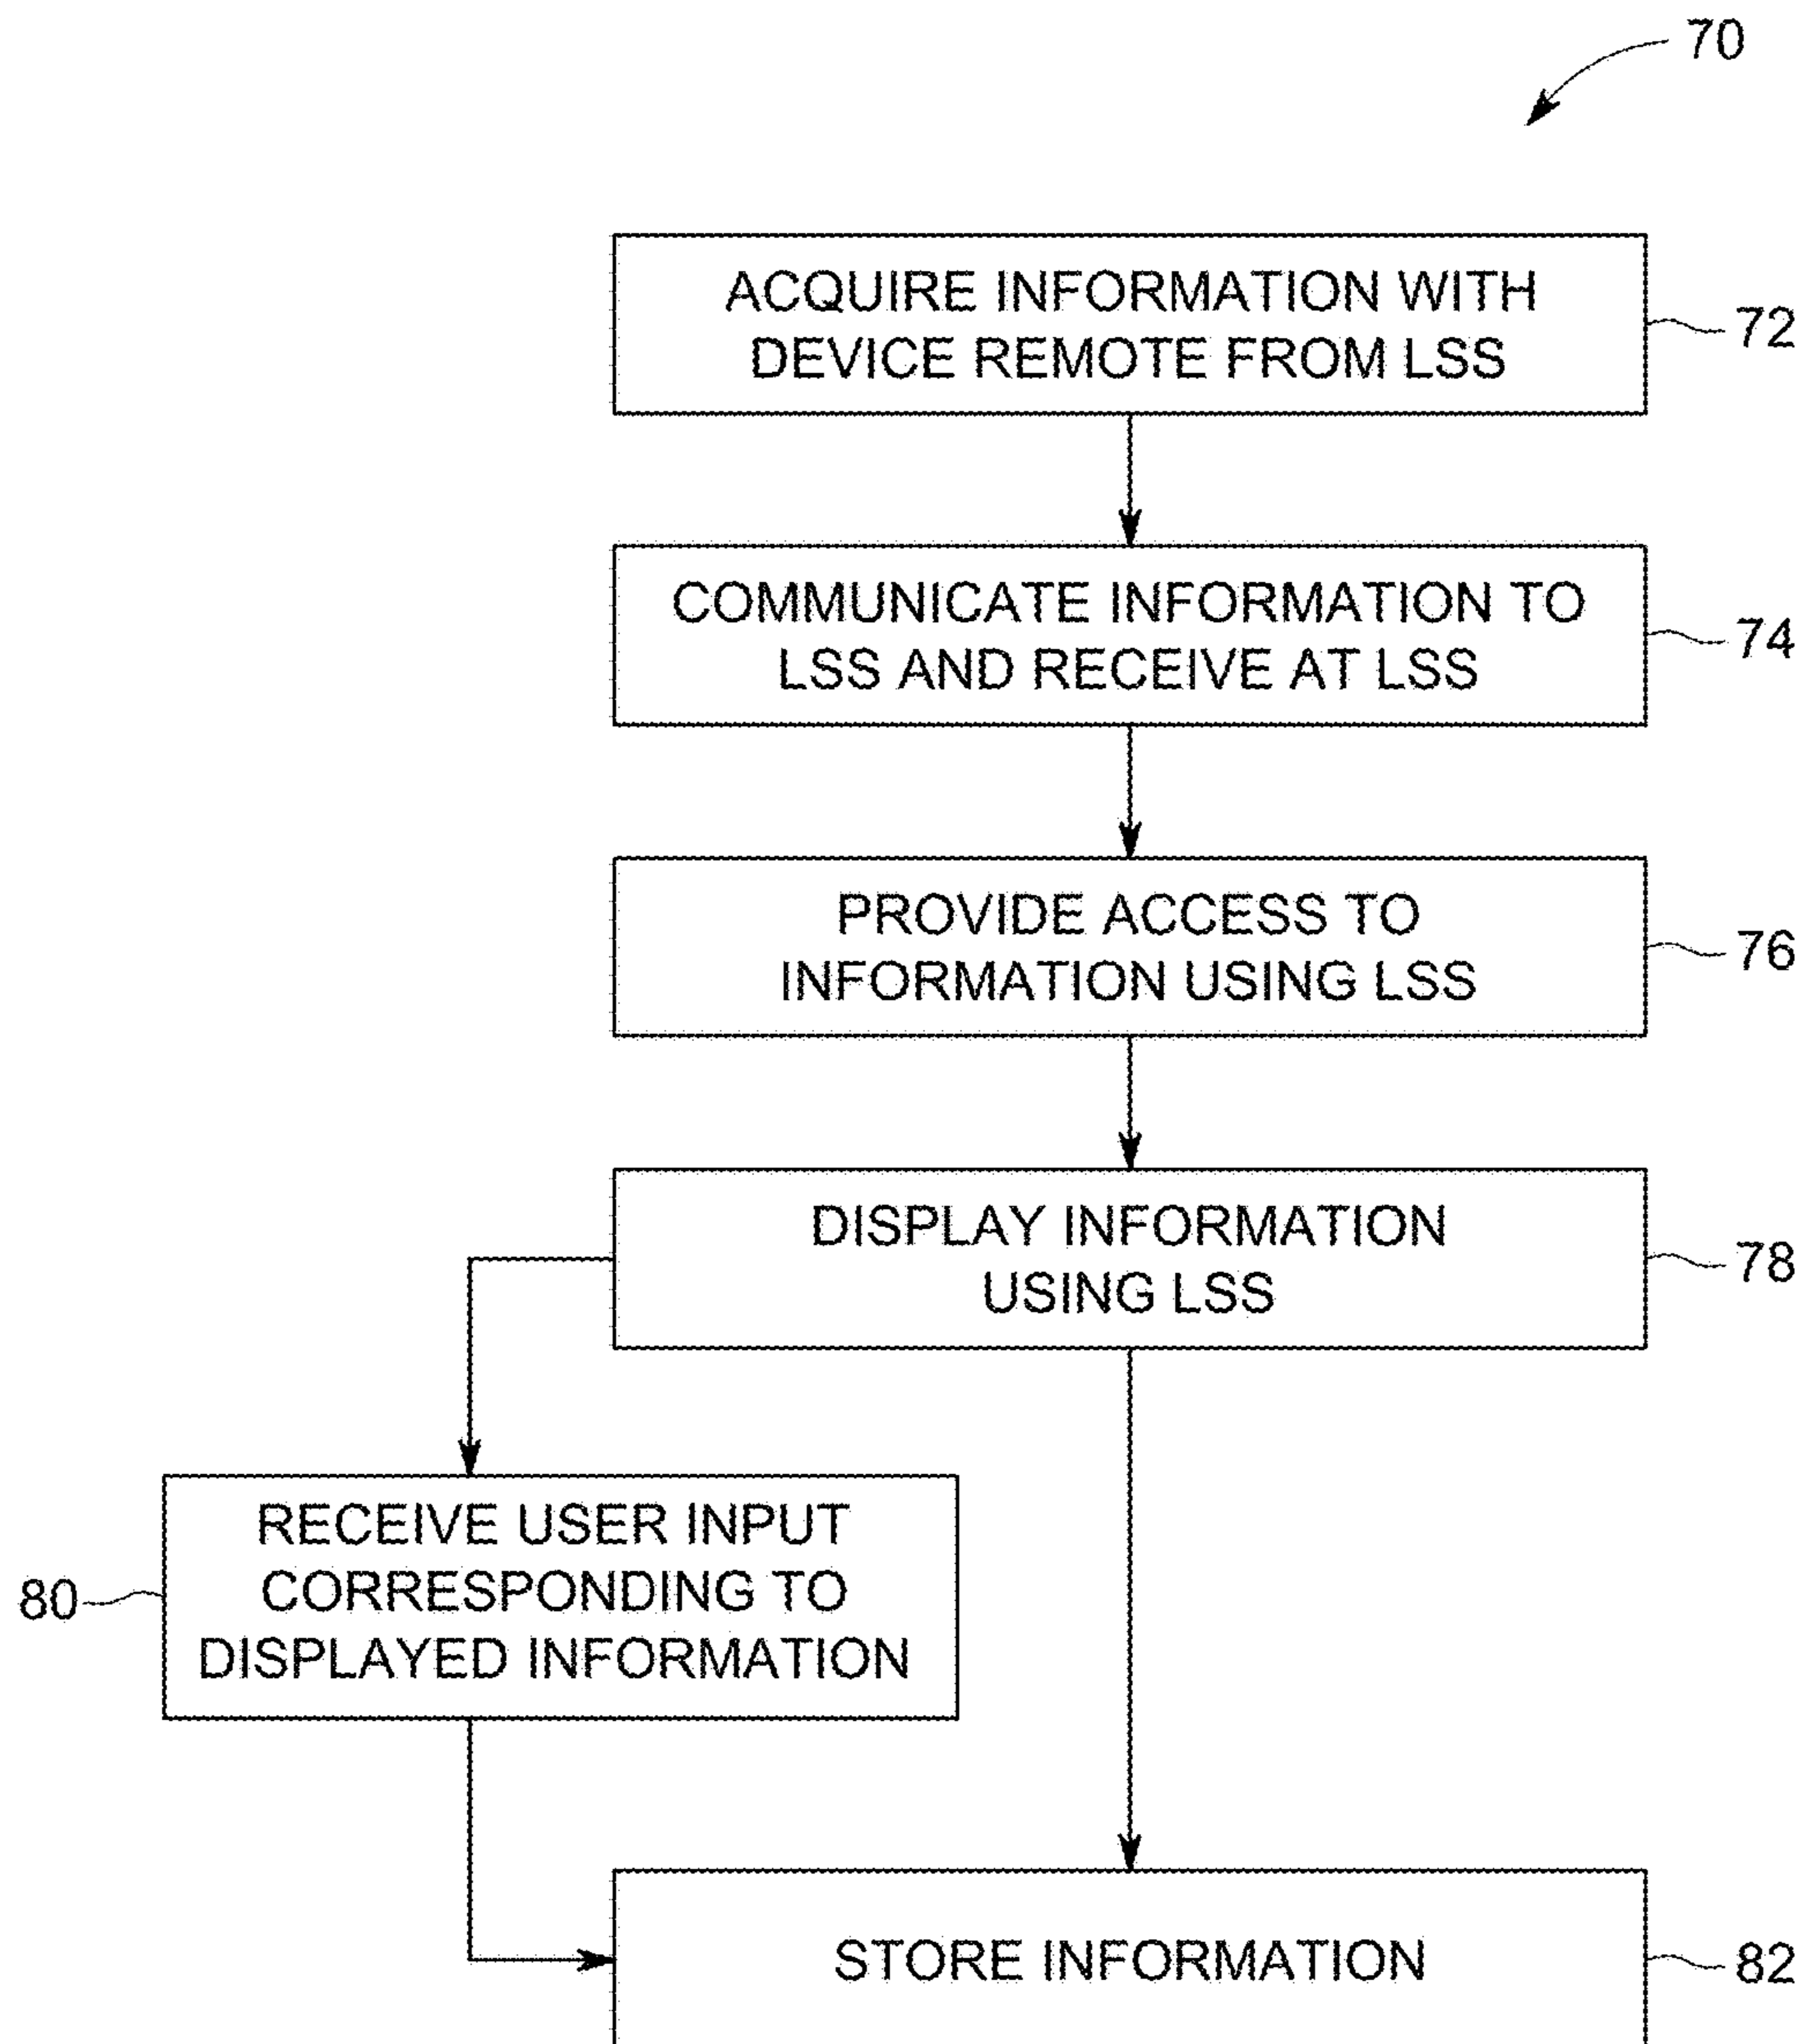 70
ACQUIRE INFORMATION WITH
DEVICE REMOTE FROM LSS
72
COMMUNICATE INFORMATION TO
LSS AND RECEIVE AT LSS
74
PROVIDE ACCESS TO
INFORMATION USING LSS
76
DISPLAY INFORMATION
USING LSS
78
RECEIVE USER INPUT
CORRESPONDING TO
DISPLAYED INFORMATION
80
STORE INFORMATION
82